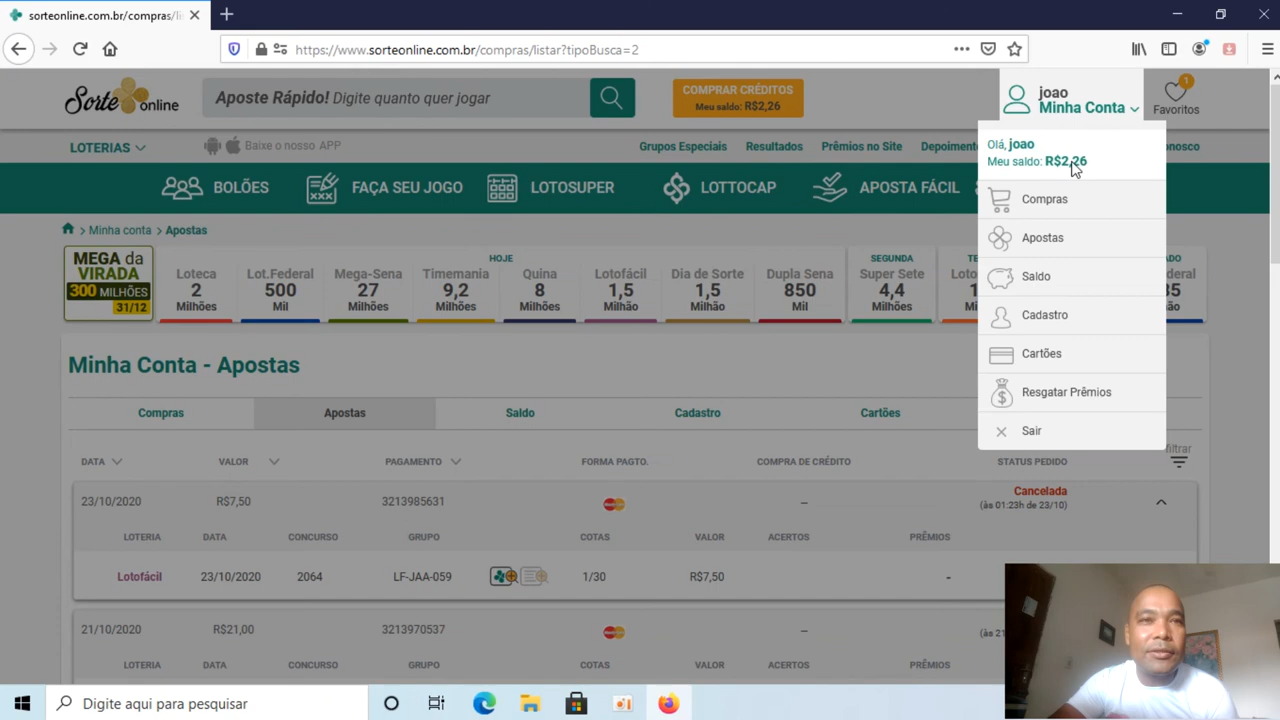 sorteonline.com.br/compras/lis
https://www.sorteonline.com.br/compras/listar?tipoBusca=2
Sorte online
Aposte Rápido! Digite quanto quer jogar
COMPRAR CRÉDITOS
Meu saldo: R$2,26
joao
Minha Conta
1
Favoritos
LOTERIAS
Baixe o nosso APP
Grupos Especiais
Resultados
Prêmios no Site
Olá, joao
Meu saldo: R$2,26
BOLÕES
FAÇA SEU JOGO
LOTOSUPER
LOTTOCAP
APOSTA FÁCIL
Compras
Apostas
Saldo
Cadastro
Cartões
Resgatar Prêmios
Sair
> Minha conta > Apostas
MEGA da
VIRADA
300 MILHÕES
31/12
HOJE
Loteca
2
Milhões
Lot.Federal
500
Mil
Mega-Sena
27
Milhões
Timemania
9,2
Milhões
Quina
8
Milhões
Lotofácil
1,5
Milhão
Dia de Sorte
1,5
Milhão
Dupla Sena
850
Mil
SEGUNDA
Super Sete
4,4
Milhões
Minha Conta - Apostas
Compras
Apostas
Saldo
Cadastro
Cartões
filtrar
DATA
VALOR
PAGAMENTO
FORMA PAGTO.
COMPRA DE CRÉDITO
STATUS PEDIDO
23/10/2020
R$7,50
3213985631
–
Cancelada
(às 01:23h de 23/10)
LOTERIA
DATA
CONCURSO
GRUPO
COTAS
VALOR
ACERTOS
PRÊMIOS
Lotofácil
23/10/2020
2064
LF-JAA-059
1/30
R$7,50
-
21/10/2020
R$21,00
3213970537
–
(às 21
LOTERIA
DATA
CONCURSO
GRUPO
COTAS
VALOR
ACERTOS
PRÊMIOS
Digite aqui para pesquisar